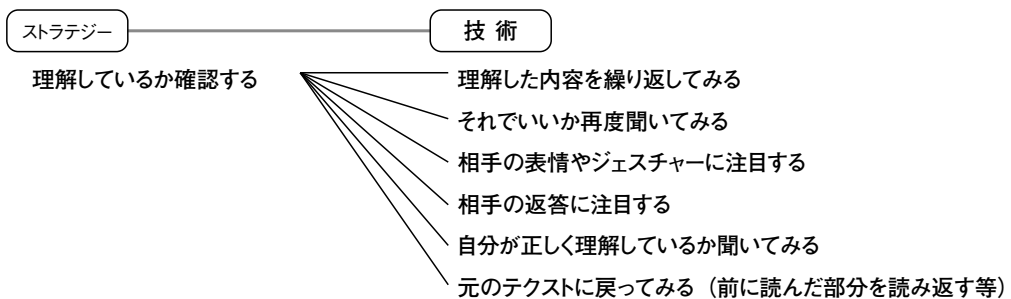 ストラテジー
技術
理解しているか確認する
理解した内容を繰り返してみる
それでいいか再度聞いてみる
相手の表情やジェスチャーに注目する
相手の返答に注目する
自分が正しく理解しているか聞いてみる
元のテクストに戻ってみる（前に読んだ部分を読み返す等）